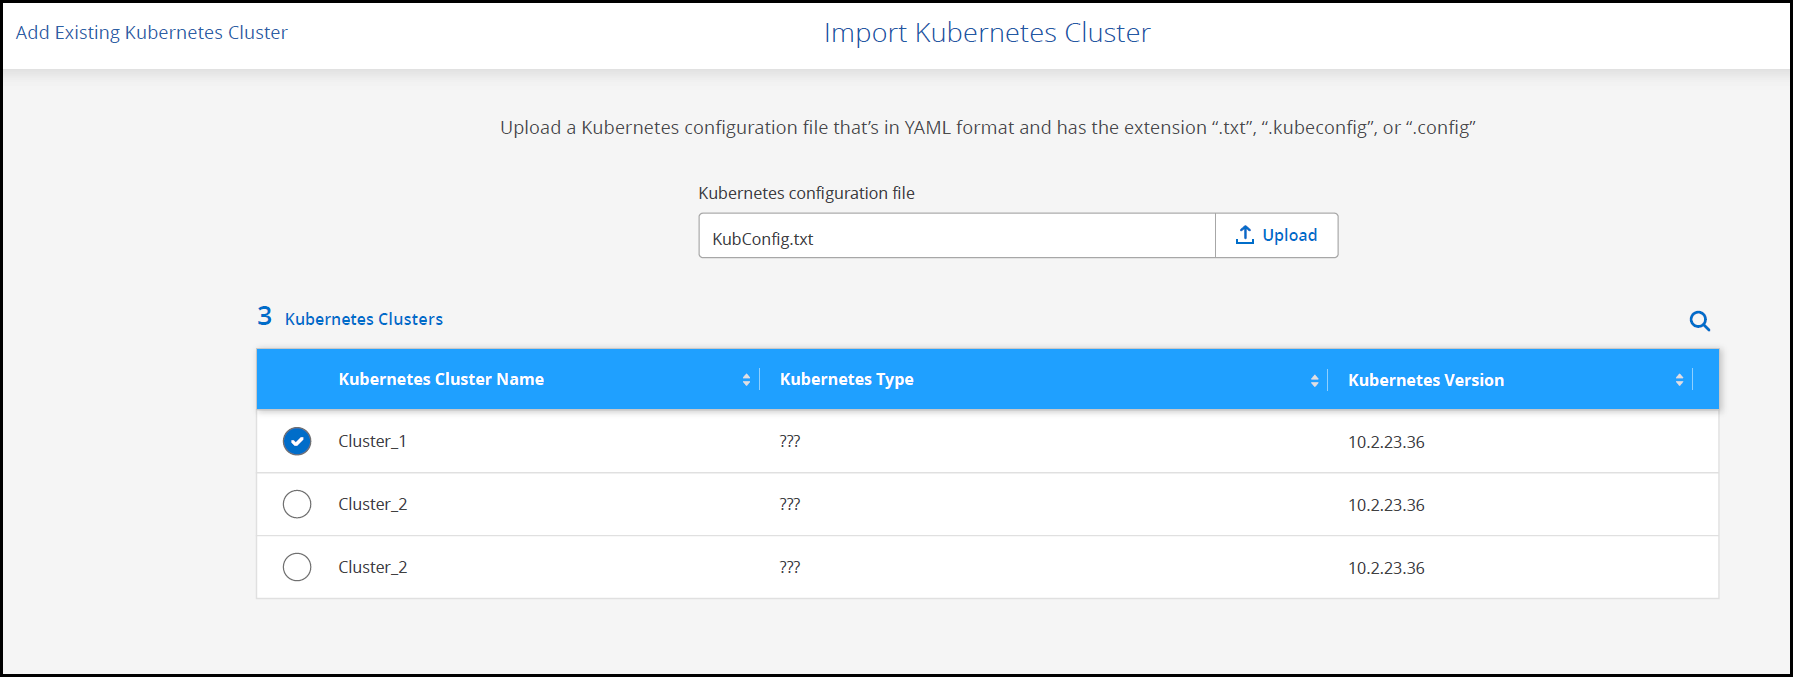 Add Existing Kubernetes Cluster
Import Kubernetes Cluster
Upload a Kubernetes configuration file that’s in YAML format and has the extension “.txt”, “.kubeconfig”, or “.config”
Kubernetes configuration file
KubConfig.txt Upload
3 Kubernetes Clusters
Kubernetes Cluster Name Kubernetes Type Kubernetes Version
Cluster_1 ??? 10.2.23.36
Cluster_2 ??? 10.2.23.36
Cluster_2 ??? 10.2.23.36